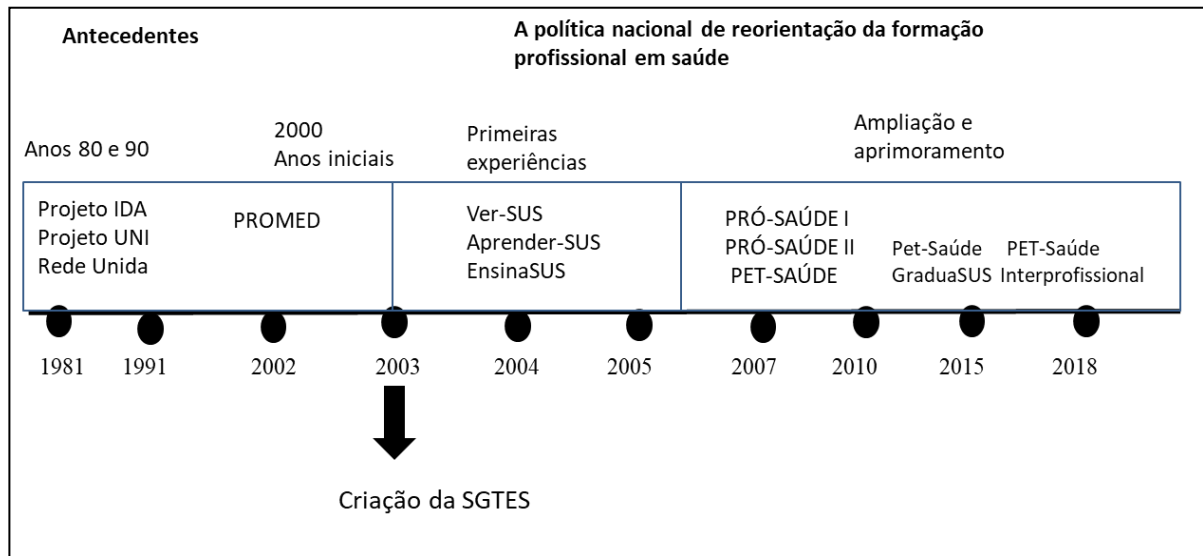 Antecedentes
A política nacional de reorientação da formação
profissional em saúde
Anos 80 e 90
2000
Anos iniciais
Primeiras
experiências
Ampliação e
aprimoramento
Projeto IDA
Projeto UNI
Rede Unida
PROMED
Ver-SUS
Aprender-SUS
EnsinaSUS
PRÓ-SAÚDE I
PRÓ-SAÚDE II
PET-SAÚDE
Pet-Saúde
GraduaSUS
PET-Saúde
Interprofissional
1981
1991
2002
2003
2004
2005
2007
2010
2015
2018
Criação da SGTES